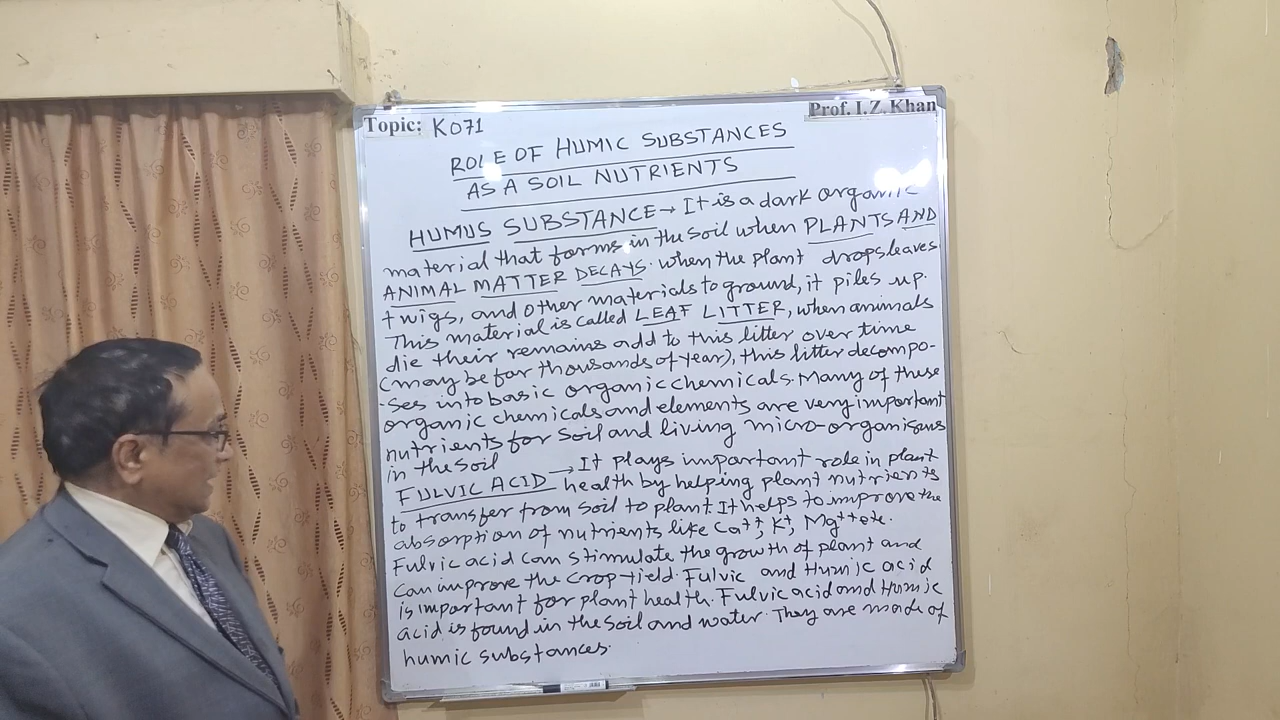 Topic: K071
Prof. I.Z. Khan
ROLE OF HUMIC SUBSTANCES
AS A SOIL NUTRIENTS
HUMUS SUBSTANCE → It is a dark organic
material that forms in the soil when PLANTS AND
ANIMAL MATTER DECAYS. when the plant drops leaves
twigs, and other materials to ground, it piles up.
This material is called LEAF LITTER, when animals
die their remains add to this litter over time
(may be for thousands of year), this litter decompo-
-ses into basic organic chemicals. Many of these
organic chemicals and elements are very important
nutrients for soil and living micro-organisms
in the soil
FULVIC ACID → It plays important role in plant
health by helping plant nutrients
to transfer from soil to plant. It helps to improve the
absorption of nutrients like Ca++, K+, Mg++ etc.
Fulvic acid can stimulate the growth of plant and
can improve the crop yield. Fulvic and Humic acid
is important for plant health. Fulvic acid and Humic
acid is found in the soil and water. They are made of
humic substances.